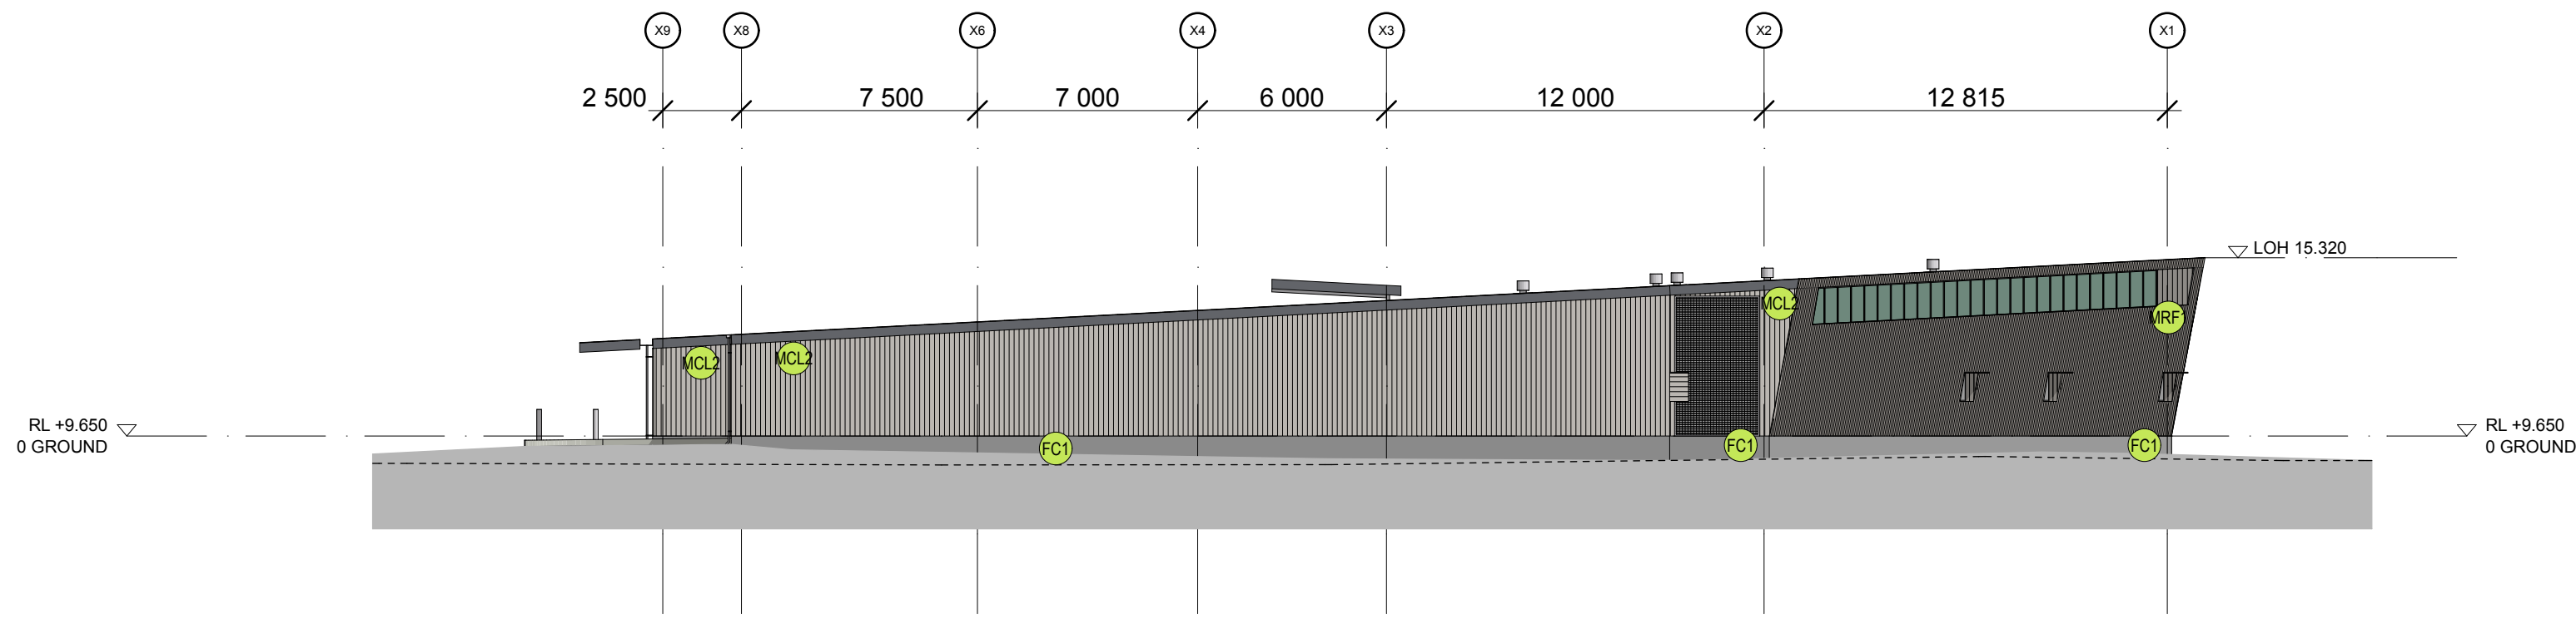 X9 X8 X6 X4 X3 X2 X1
2 500 7 500 7 000 6 000 12 000 12 815
LOH 15.320
MCL2 MCL2 MCL2 MRF1
RL +9.650
0 GROUND
RL +9.650
0 GROUND
FC1 FC1 FC1